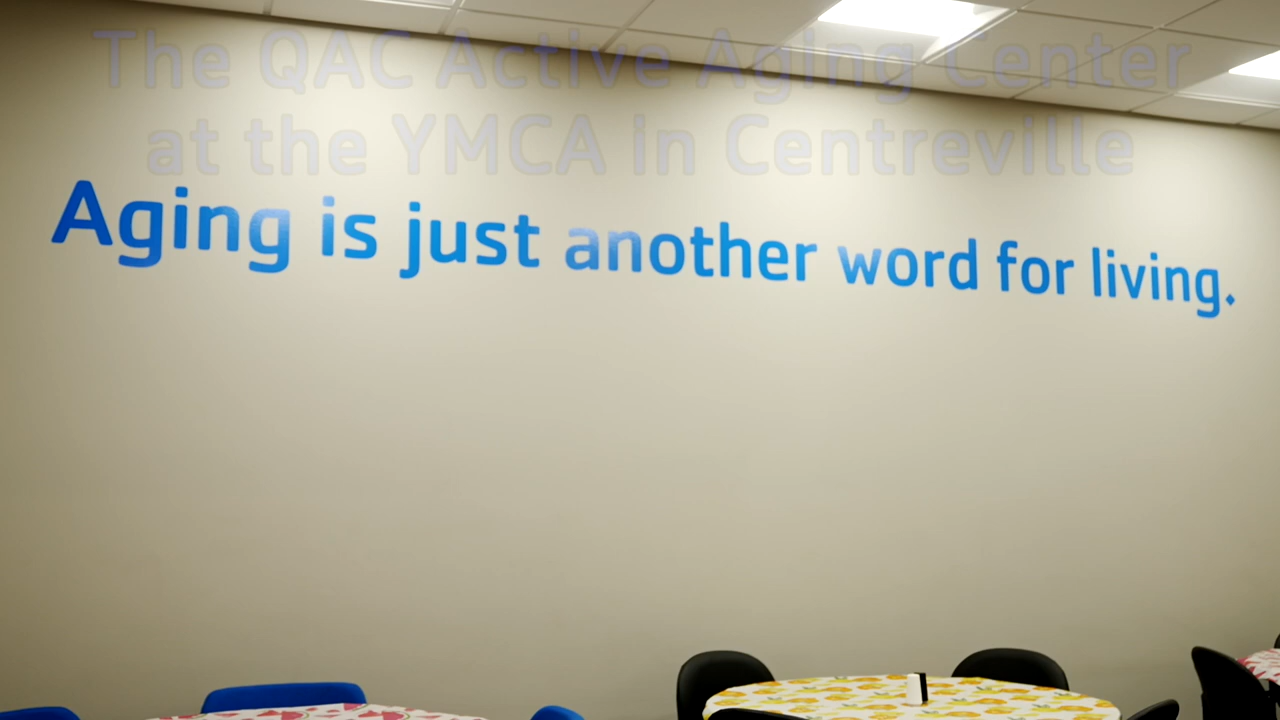 The QAC Active Aging Center
at the YMCA in Centreville
Aging is just another word for living.